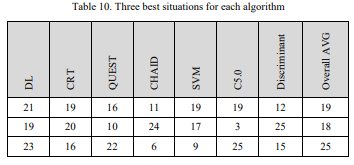 Table 10. Three best situations for each algorithm
DL CRT QUEST CHAID SVM C5.0 Discriminant Overall AVG
21 19 16 11 19 19 12 19
19 20 10 24 17 3 25 18
23 16 22 6 9 25 15 25